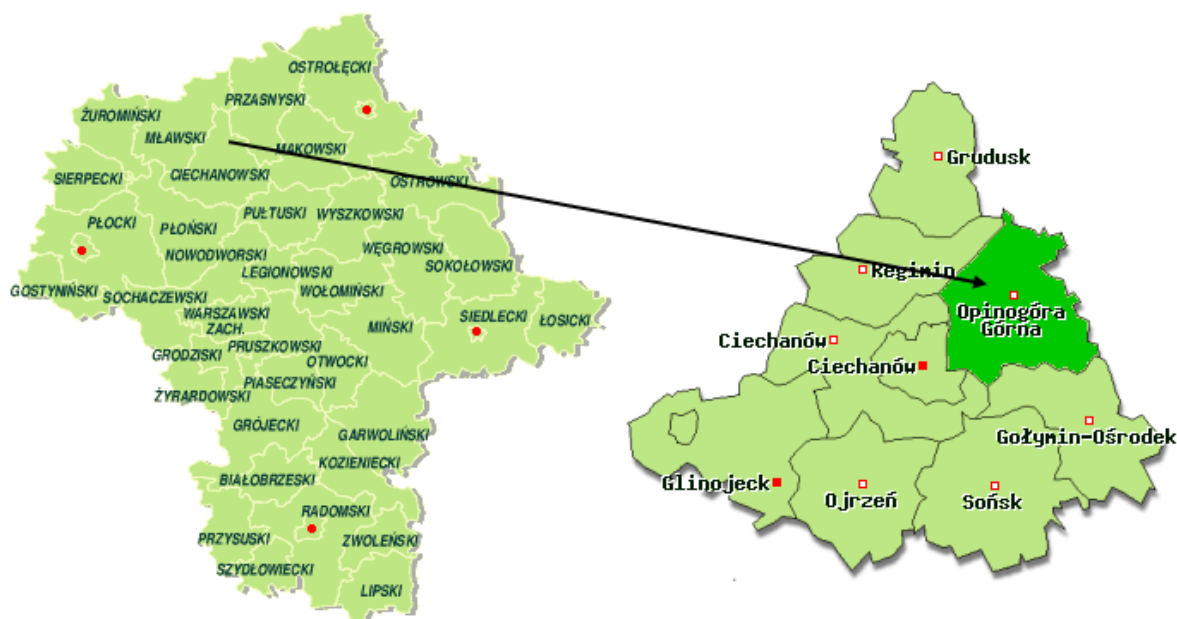 OSTROŁĘCKI
PRZASNYSKI
ŻUROMIŃSKI
MŁAWSKI
MAKOWSKI
CIECHANOWSKI
SIERPECKI
OSTROWSKI
PŁOCKI
PŁOŃSKI
PUŁTUSKI
WYSZKOWSKI
NOWODWORSKI
WĘGROWSKI
LEGIONOWSKI
SOKOŁOWSKI
GOSTYNIŃSKI
SOCHACZEWSKI
WOŁOMIŃSKI
WARSZAWSKI
ZACH.
MIŃSKI
SIEDLECKI
ŁOSICKI
GRODZISKI
PRUSZKOWSKI
OTWOCKI
PIASECZYŃSKI
ŻYRARDOWSKI
GRÓJECKI
GARWOLIŃSKI
KOZIENICKI
BIAŁOBRZESKI
RADOMSKI
PRZYSUSKI
ZWOLEŃSKI
SZYDŁOWIECKI
LIPSKI
Grudusk
Regimin
Opinogóra
Górna
Ciechanów
Ciechanów
Gołymin-Ośrodek
Glinojeck
Ojrzeń
Sońsk